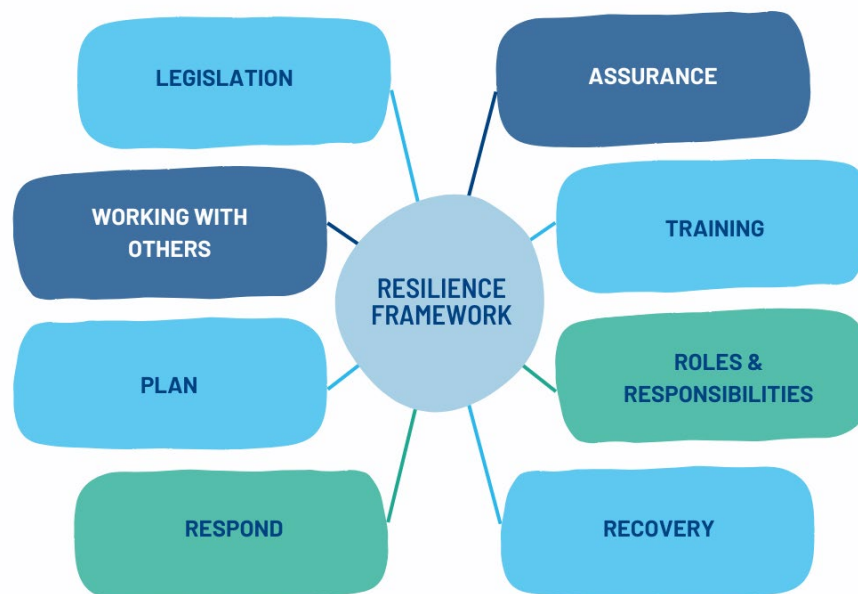 LEGISLATION
ASSURANCE
WORKING WITH
OTHERS
TRAINING
RESILIENCE
FRAMEWORK
PLAN
ROLES &
RESPONSIBILITIES
RESPOND
RECOVERY